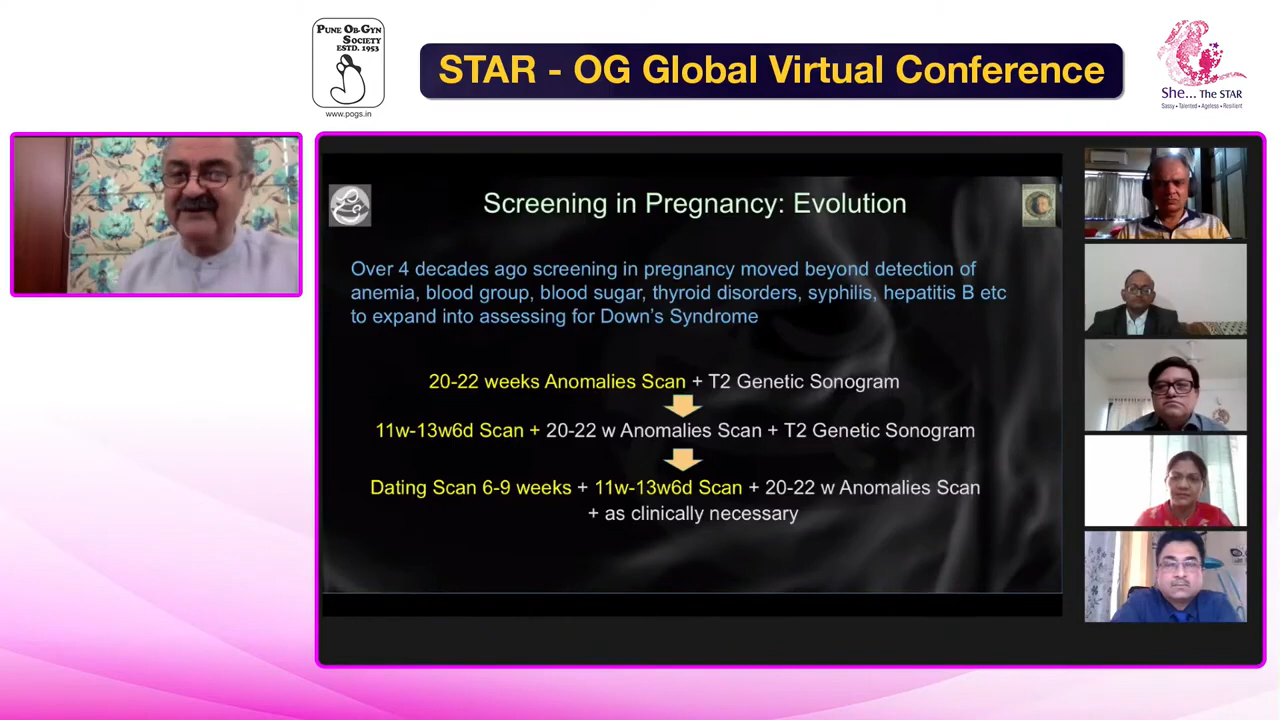 PUNE OB-GYN
SOCIETY
ESTD. 1953
www.pogs.in
STAR - OG Global Virtual Conference
She... THE STAR
Sassy • Talented • Ageless • Resilient
Screening in Pregnancy: Evolution
Over 4 decades ago screening in pregnancy moved beyond detection of
anemia, blood group, blood sugar, thyroid disorders, syphilis, hepatitis B etc
to expand into assessing for Down's Syndrome
20-22 weeks Anomalies Scan + T2 Genetic Sonogram
11w-13w6d Scan + 20-22 w Anomalies Scan + T2 Genetic Sonogram
Dating Scan 6-9 weeks + 11w-13w6d Scan + 20-22 w Anomalies Scan
+ as clinically necessary